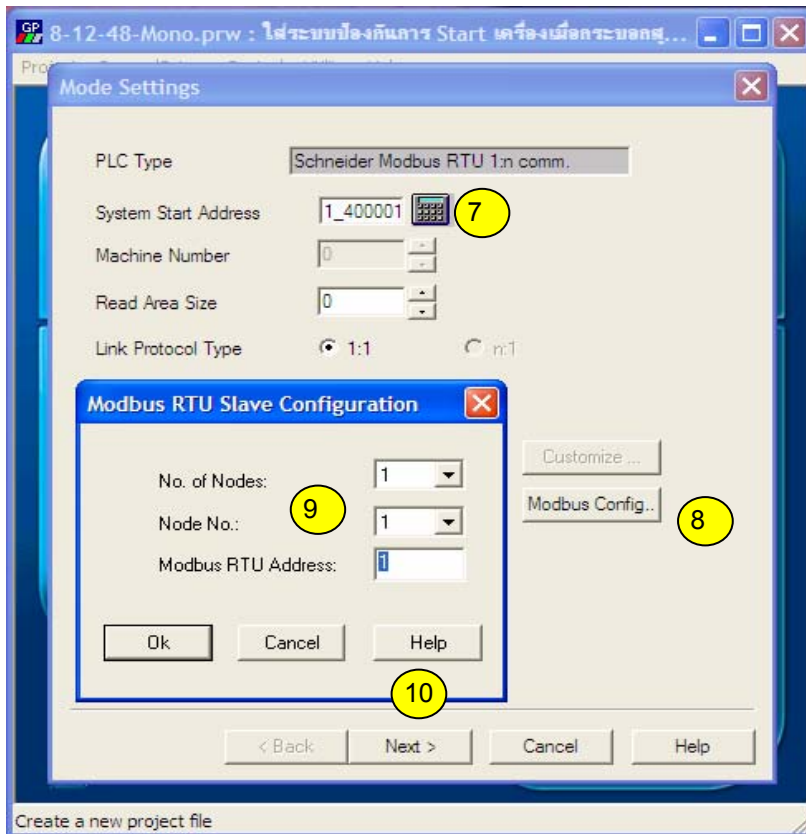 GP 8-12-48-Mono.prw : ใส่ระบบป้องกันการ Start เครื่องเมื่อกระบอกสุ...
Mode Settings
PLC Type Schneider Modbus RTU 1:n comm.
System Start Address 1_400001 7
Machine Number 0
Read Area Size 0
Link Protocol Type 1:1 n:1
Customize ...
Modbus Config.. 8
Modbus RTU Slave Configuration
No. of Nodes: 1
9
Node No.: 1
Modbus RTU Address: 1
Ok Cancel Help
10
< Back Next > Cancel Help
Create a new project file